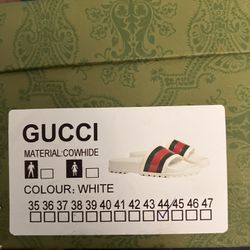 GUCCI
MATERIAL:COWHIDE
COLOUR: WHITE
35 36 37 38 39 40 41 42 43 44 45 46 47